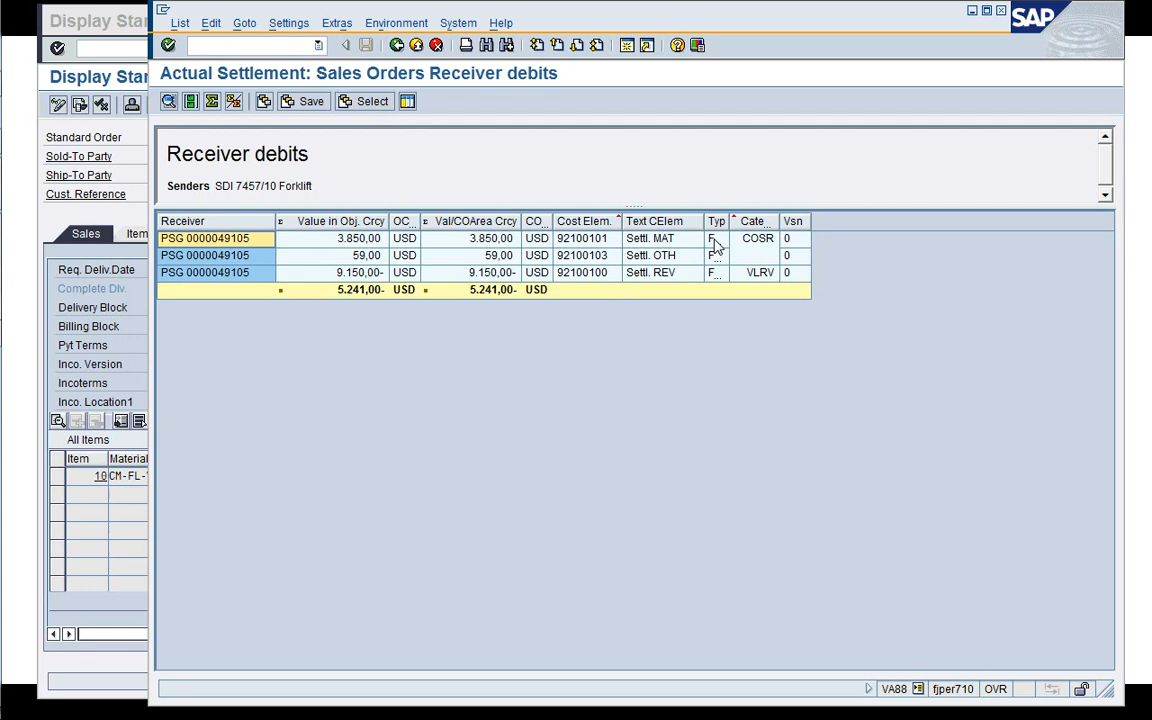 Display Stan
List Edit Goto Settings Extras Environment System Help
SAP
Actual Settlement: Sales Orders Receiver debits
Display Star
Save Select
Standard Order
Sold-To Party
Ship-To Party
Cust. Reference
Receiver debits
Senders SDI 7457/10 Forklift
Sales Item
Receiver Σ Value in Obj. Crcy OC... Σ Val/COArea Crcy CO... Cost Elem. Text CElem Typ Cate... Vsn
PSG 0000049105 3.850,00 USD 3.850,00 USD 92100101 Settl. MAT F... COSR 0
PSG 0000049105 59,00 USD 59,00 USD 92100103 Settl. OTH F... 0
PSG 0000049105 9.150,00- USD 9.150,00- USD 92100100 Settl. REV F... VLRV 0
5.241,00- USD 5.241,00- USD
Req. Deliv.Date
Complete Dlv.
Delivery Block
Billing Block
Pyt Terms
Inco. Version
Incoterms
Inco. Location1
All Items
Item Material
10 CM-FL-
VA88 fjper710 OVR